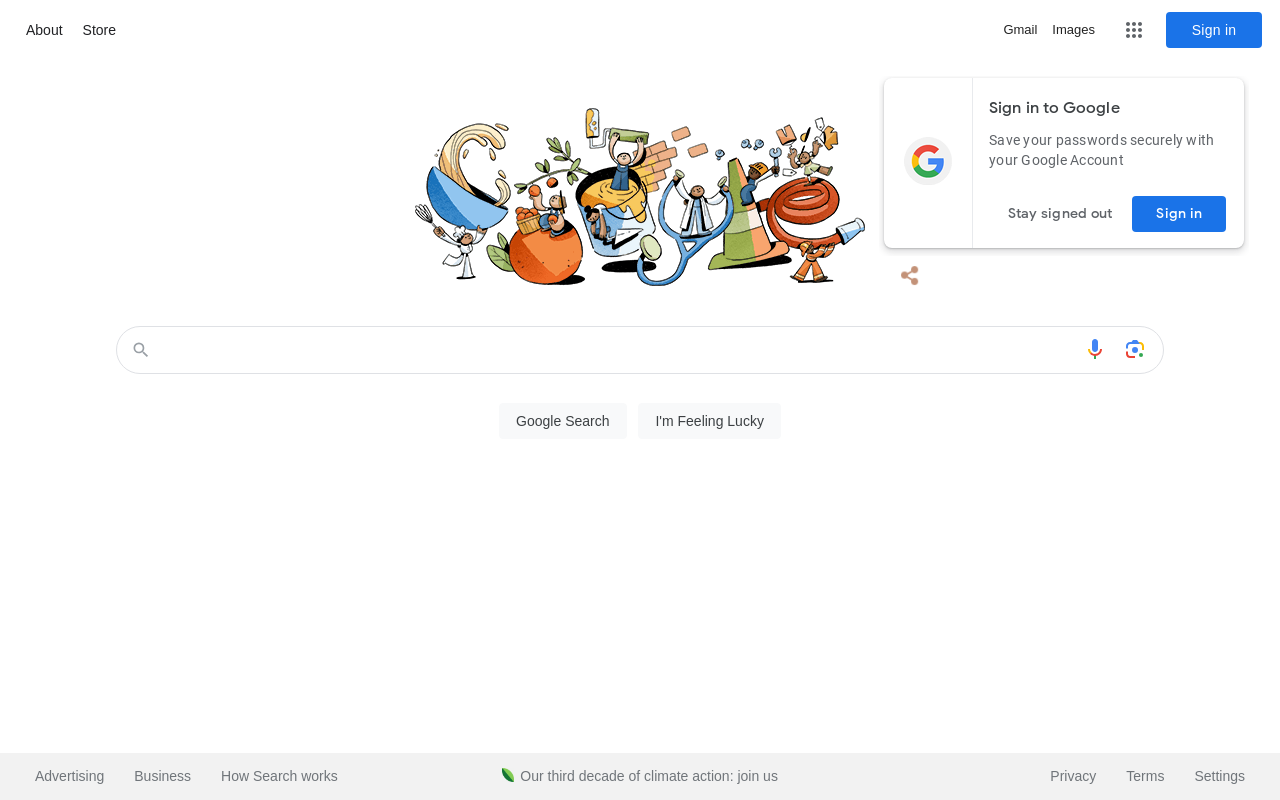 About
Store
Gmail
Images
Sign in
Sign in to Google
Save your passwords securely with
your Google Account
Stay signed out
Sign in
Google Search
I'm Feeling Lucky
Advertising
Business
How Search works
Our third decade of climate action: join us
Privacy
Terms
Settings